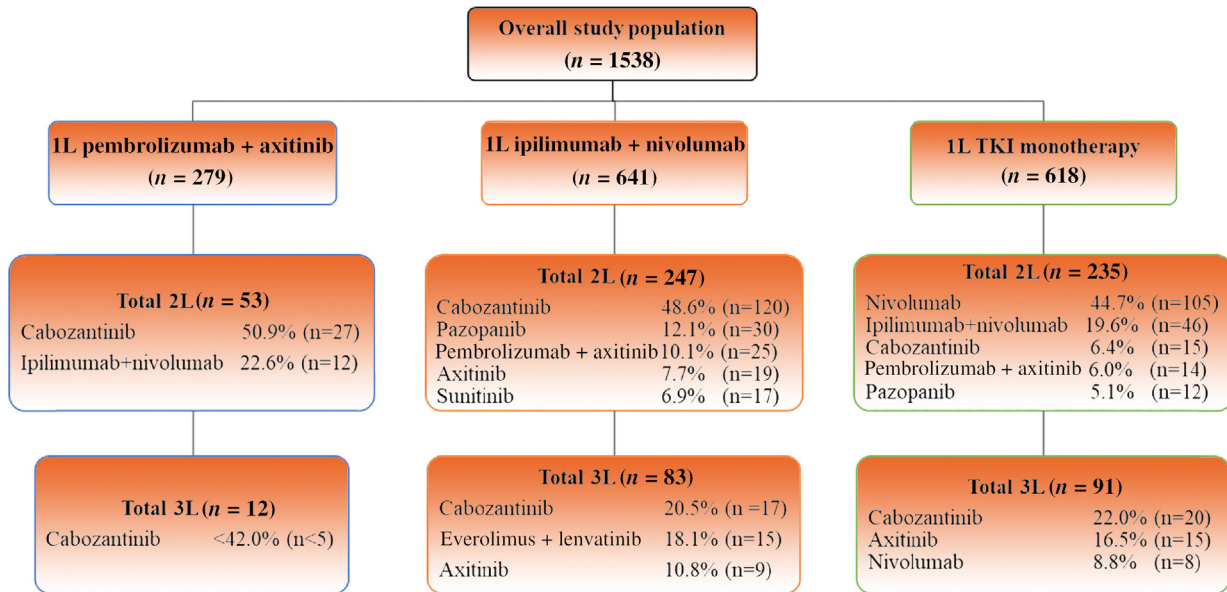 Overall study population
(n = 1538)
1L pembrolizumab + axitinib
(n = 279)
1L ipilimumab + nivolumab
(n = 641)
1L TKI monotherapy
(n = 618)
Total 2L (n = 53)
Cabozantinib 50.9% (n=27)
Ipilimumab+nivolumab 22.6% (n=12)
Total 2L (n = 247)
Cabozantinib 48.6% (n=120)
Pazopanib 12.1% (n=30)
Pembrolizumab + axitinib 10.1% (n=25)
Axitinib 7.7% (n=19)
Sunitinib 6.9% (n=17)
Total 2L (n = 235)
Nivolumab 44.7% (n=105)
Ipilimumab+nivolumab 19.6% (n=46)
Cabozantinib 6.4% (n=15)
Pembrolizumab + axitinib 6.0% (n=14)
Pazopanib 5.1% (n=12)
Total 3L (n = 12)
Cabozantinib <42.0% (n<5)
Total 3L (n = 83)
Cabozantinib 20.5% (n =17)
Everolimus + lenvatinib 18.1% (n=15)
Axitinib 10.8% (n=9)
Total 3L (n = 91)
Cabozantinib 22.0% (n=20)
Axitinib 16.5% (n=15)
Nivolumab 8.8% (n=8)